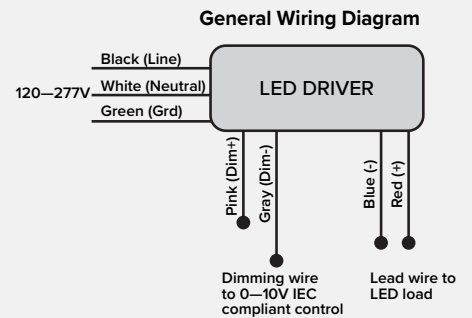 General Wiring Diagram
Black (Line)
120—277V
White (Neutral)
Green (Grd)
LED DRIVER
Pink (Dim+)
Gray (Dim-)
Blue (-)
Red (+)
Dimming wire
to 0—10V IEC
compliant control
Lead wire to
LED load